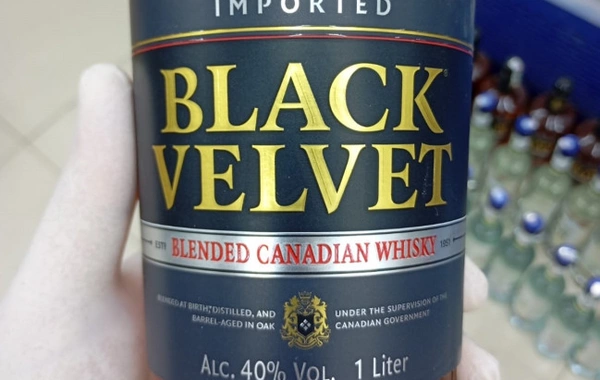 IMPORTED
BLACK
VELVET
ESTD BLENDED CANADIAN WHISKY 1951
BLENDED AT BIRTH, DISTILLED, AND UNDER THE SUPERVISION OF THE
BARREL-AGED IN OAK CANADIAN GOVERNMENT
ALC. 40% VOL. 1 Liter